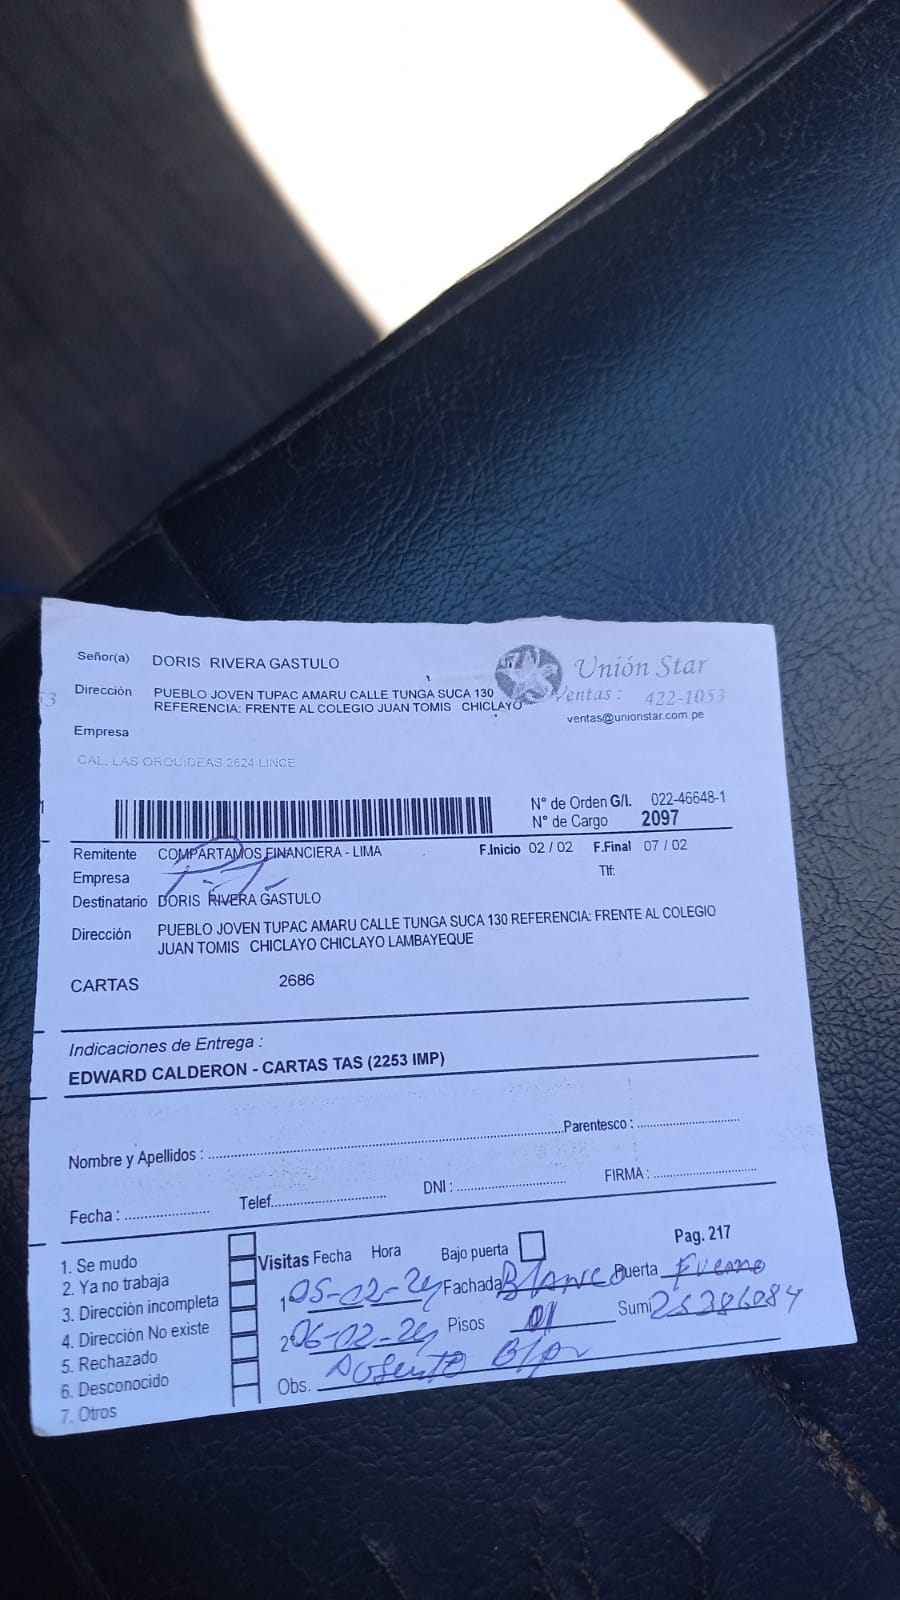 Señor(a) DORIS RIVERA GASTULO
Unión Star
Dirección PUEBLO JOVEN TUPAC AMARU CALLE TUNGA SUCA 130
REFERENCIA: FRENTE AL COLEGIO JUAN TOMIS CHICLAYO
Ventas: 422-1053
ventas@unionstar.com.pe
Empresa
CAL. LAS ORQUIDEAS 2624 LINCE
N° de Orden G/I. 022-46648-1
N° de Cargo 2097
Remitente COMPARTAMOS FINANCIERA - LIMA
F.Inicio 02 / 02 F.Final 07 / 02
Empresa
Tlf:
Destinatario DORIS RIVERA GASTULO
Dirección PUEBLO JOVEN TUPAC AMARU CALLE TUNGA SUCA 130 REFERENCIA: FRENTE AL COLEGIO
JUAN TOMIS CHICLAYO CHICLAYO LAMBAYEQUE
CARTAS 2686
Indicaciones de Entrega :
EDWARD CALDERON - CARTAS TAS (2253 IMP)
Nombre y Apellidos : Parentesco :
Fecha : Telef. DNI : FIRMA :
Pag. 217
1. Se mudo
2. Ya no trabaja
3. Dirección incompleta
4. Dirección No existe
5. Rechazado
6. Desconocido
7. Otros
Visitas Fecha Hora Bajo puerta
1 05-02-24 Fachada Blanco Puerta
2 06-02-24 Pisos 01 Sumi 25386084
Obs. Ausente B/p